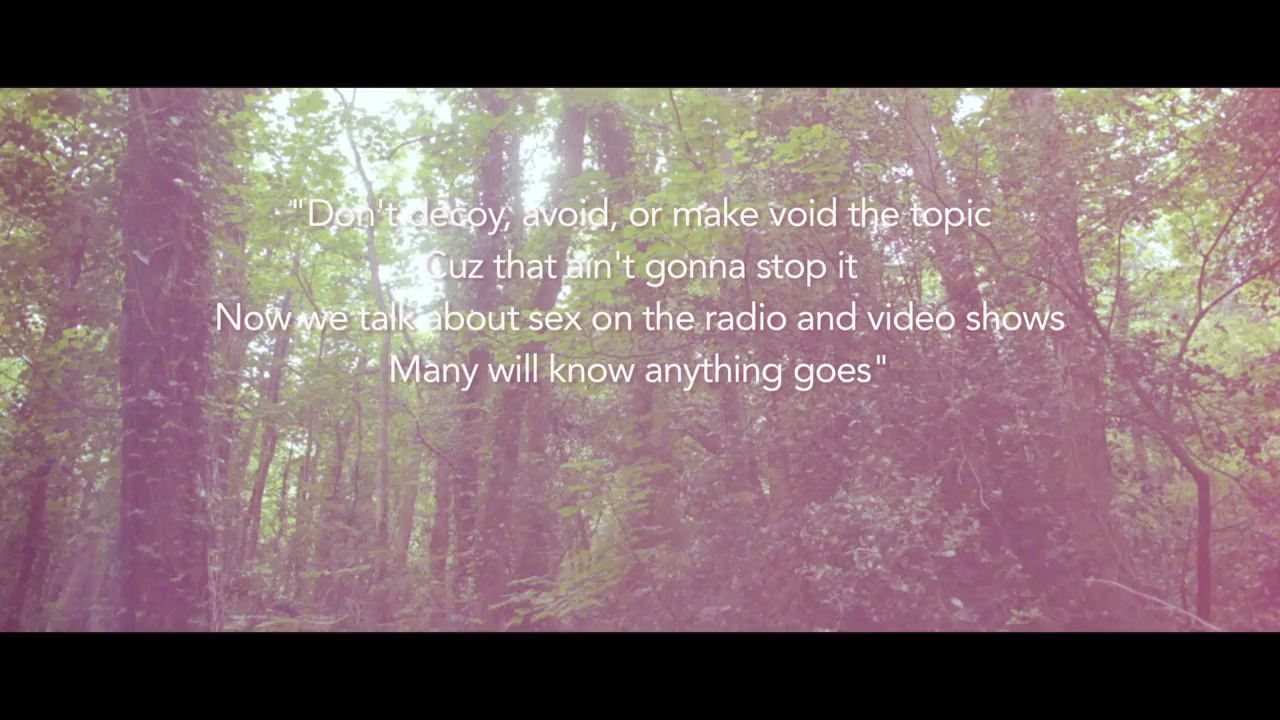 "Don't decoy, avoid, or make void the topic
Cuz that ain't gonna stop it
Now we talk about sex on the radio and video shows
Many will know anything goes"